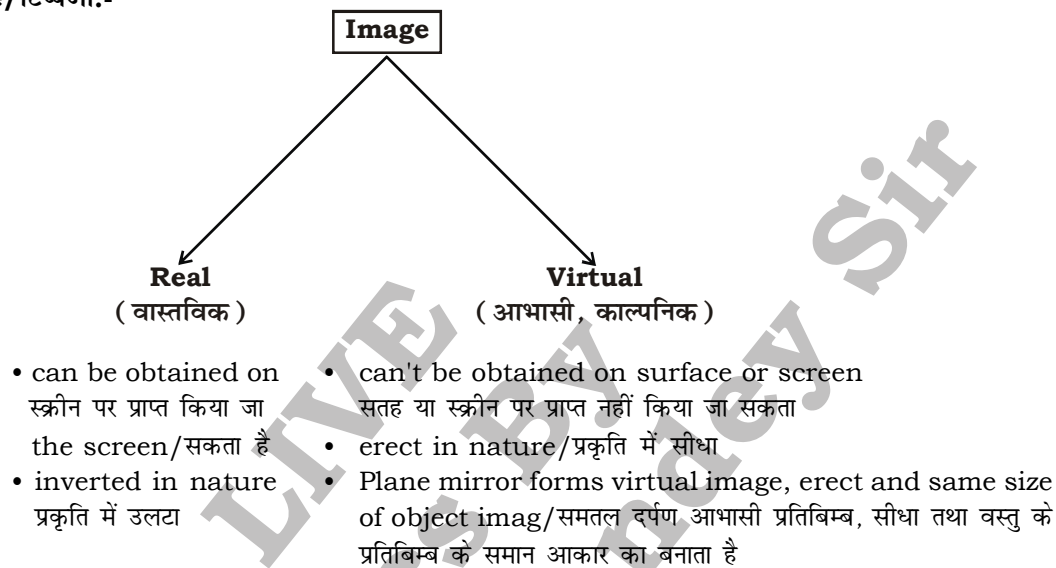 Image
Real
( वास्तविक )
• can be obtained on
स्क्रीन पर प्राप्त किया जा
the screen/सकता है
• inverted in nature
प्रकृति में उलटा
Virtual
( आभासी, काल्पनिक )
• can't be obtained on surface or screen
सतह या स्क्रीन पर प्राप्त नहीं किया जा सकता
• erect in nature/प्रकृति में सीधा
• Plane mirror forms virtual image, erect and same size
of object imag/समतल दर्पण आभासी प्रतिबिम्ब, सीधा तथा वस्तु के
प्रतिबिम्ब के समान आकार का बनाता है
LIVE
By
Sir